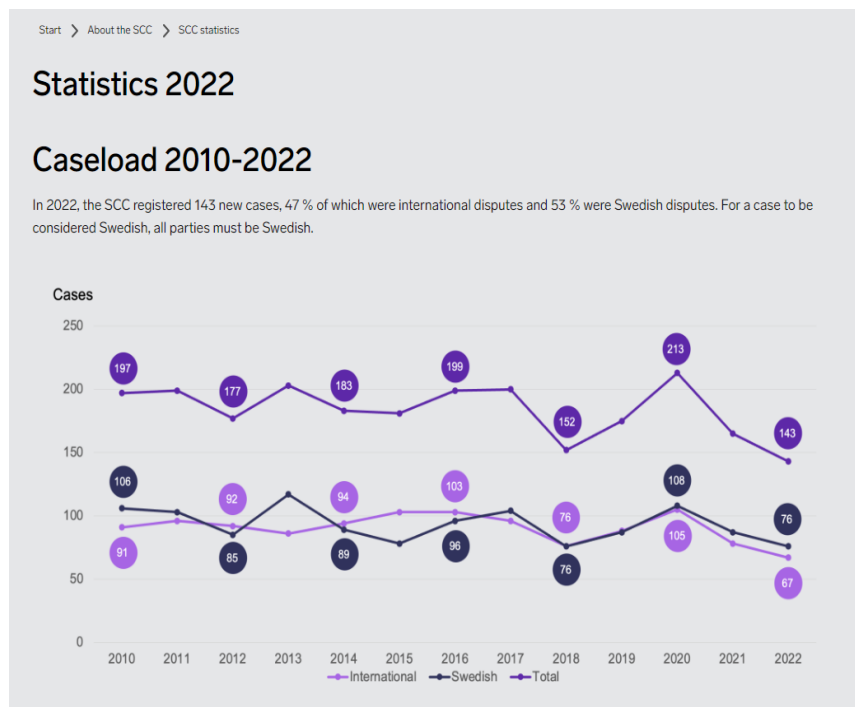 Start > About the SCC > SCC statistics
Statistics 2022
Caseload 2010-2022
In 2022, the SCC registered 143 new cases, 47 % of which were international disputes and 53 % were Swedish disputes. For a case to be
considered Swedish, all parties must be Swedish.
Cases
250
213
197 177 183 199
200
152 143
150
106 92 94 103 76 108 76
100
91 85 89 96 76 105 67
50
0
2010 2011 2012 2013 2014 2015 2016 2017 2018 2019 2020 2021 2022
International Swedish Total